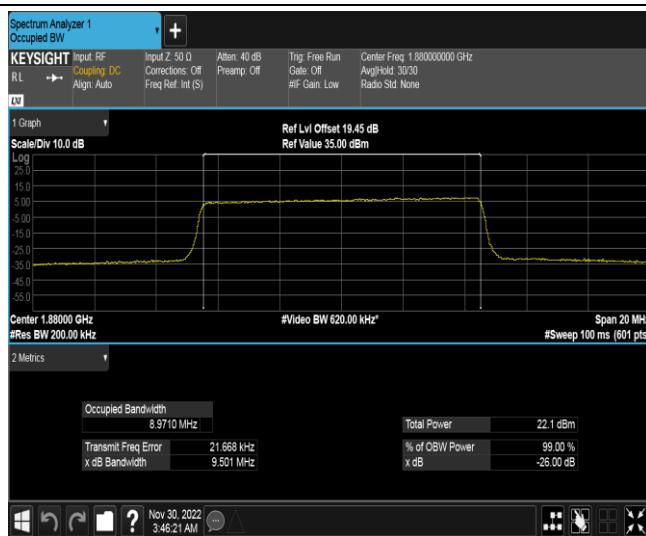 Spectrum Analyzer 1
Occupied BW
+
KEYSIGHT
R L
LXI
Input: RF
Coupling: DC
Align: Auto
Input Z: 50 Ω
Corrections: Off
Freq Ref: Int (S)
Atten: 40 dB
Preamp: Off
Trig: Free Run
Gate: Off
#IF Gain: Low
Center Freq: 1.880000000 GHz
Avg|Hold: 30/30
Radio Std: None
1 Graph
Scale/Div 10.0 dB
Ref Lvl Offset 19.45 dB
Ref Value 35.00 dBm
Log
25.0
15.0
5.00
-5.00
-15.0
-25.0
-35.0
-45.0
-55.0
Center 1.88000 GHz
#Res BW 200.00 kHz
#Video BW 620.00 kHz*
Span 20 MH
#Sweep 100 ms (601 pts
2 Metrics
Occupied Bandwidth
8.9710 MHz
Transmit Freq Error 21.668 kHz
x dB Bandwidth 9.501 MHz
Total Power 22.1 dBm
% of OBW Power 99.00 %
x dB -26.00 dB
?
Nov 30, 2022
3:46:21 AM